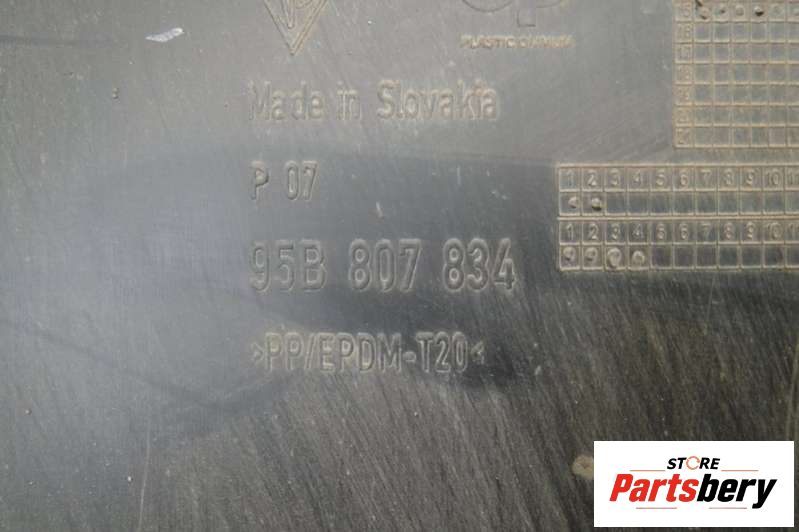 PLASTIC OMNIUM
Made in Slovakia
P 07
1 2 3 4 5 6 7 8 9 10 11
95B 807 834
1 2 3 4 5 6 7 8 9 10 11
>PP/EPDM-T20<
STORE
Partsbery